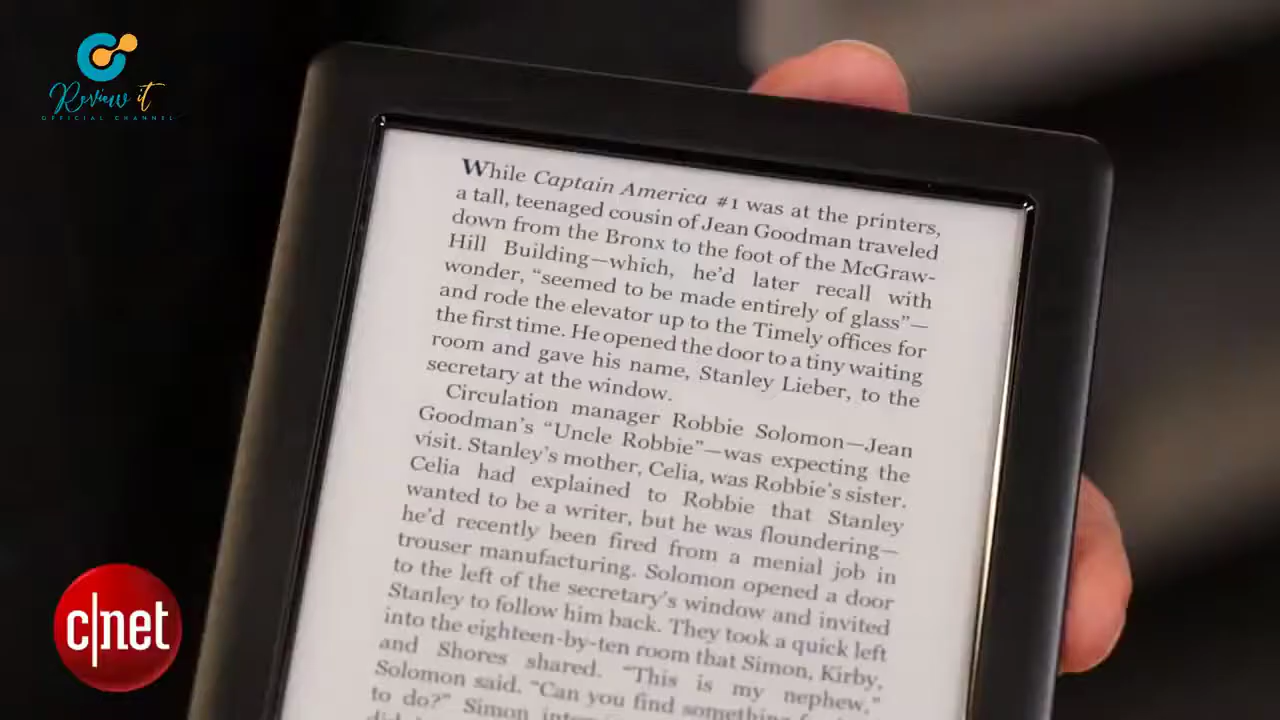 Review it
OFFICIAL CHANNEL
While Captain America #1 was at the printers,
a tall, teenaged cousin of Jean Goodman traveled
down from the Bronx to the foot of the McGraw-
Hill Building—which, he'd later recall with
wonder, “seemed to be made entirely of glass”—
and rode the elevator up to the Timely offices for
the first time. He opened the door to a tiny waiting
room and gave his name, Stanley Lieber, to the
secretary at the window.
Circulation manager Robbie Solomon—Jean
Goodman's “Uncle Robbie”—was expecting the
visit. Stanley's mother, Celia, was Robbie's sister.
Celia had explained to Robbie that Stanley
wanted to be a writer, but he was floundering—
he'd recently been fired from a menial job in
trouser manufacturing. Solomon opened a door
to the left of the secretary's window and invited
Stanley to follow him back. They took a quick left
into the eighteen-by-ten room that Simon, Kirby,
and Shores shared. “This is my nephew,”
Solomon said. “Can you find something
to do?” Simon
c|net